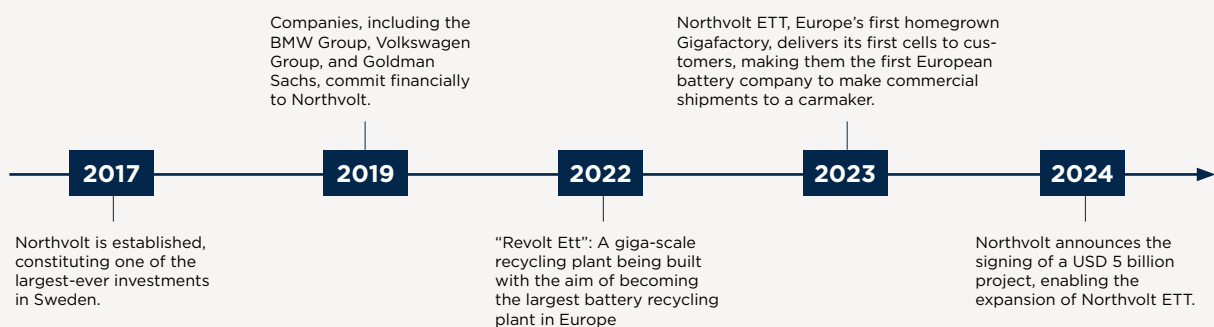 Companies, including the
BMW Group, Volkswagen
Group, and Goldman
Sachs, commit financially
to Northvolt.
Northvolt ETT, Europe’s first homegrown
Gigafactory, delivers its first cells to cus-
tomers, making them the first European
battery company to make commercial
shipments to a carmaker.
2017
2019
2022
2023
2024
Northvolt is established,
constituting one of the
largest-ever investments
in Sweden.
“Revolt Ett”: A giga-scale
recycling plant being built
with the aim of becoming
the largest battery recycling
plant in Europe
Northvolt announces the
signing of a USD 5 billion
project, enabling the
expansion of Northvolt ETT.